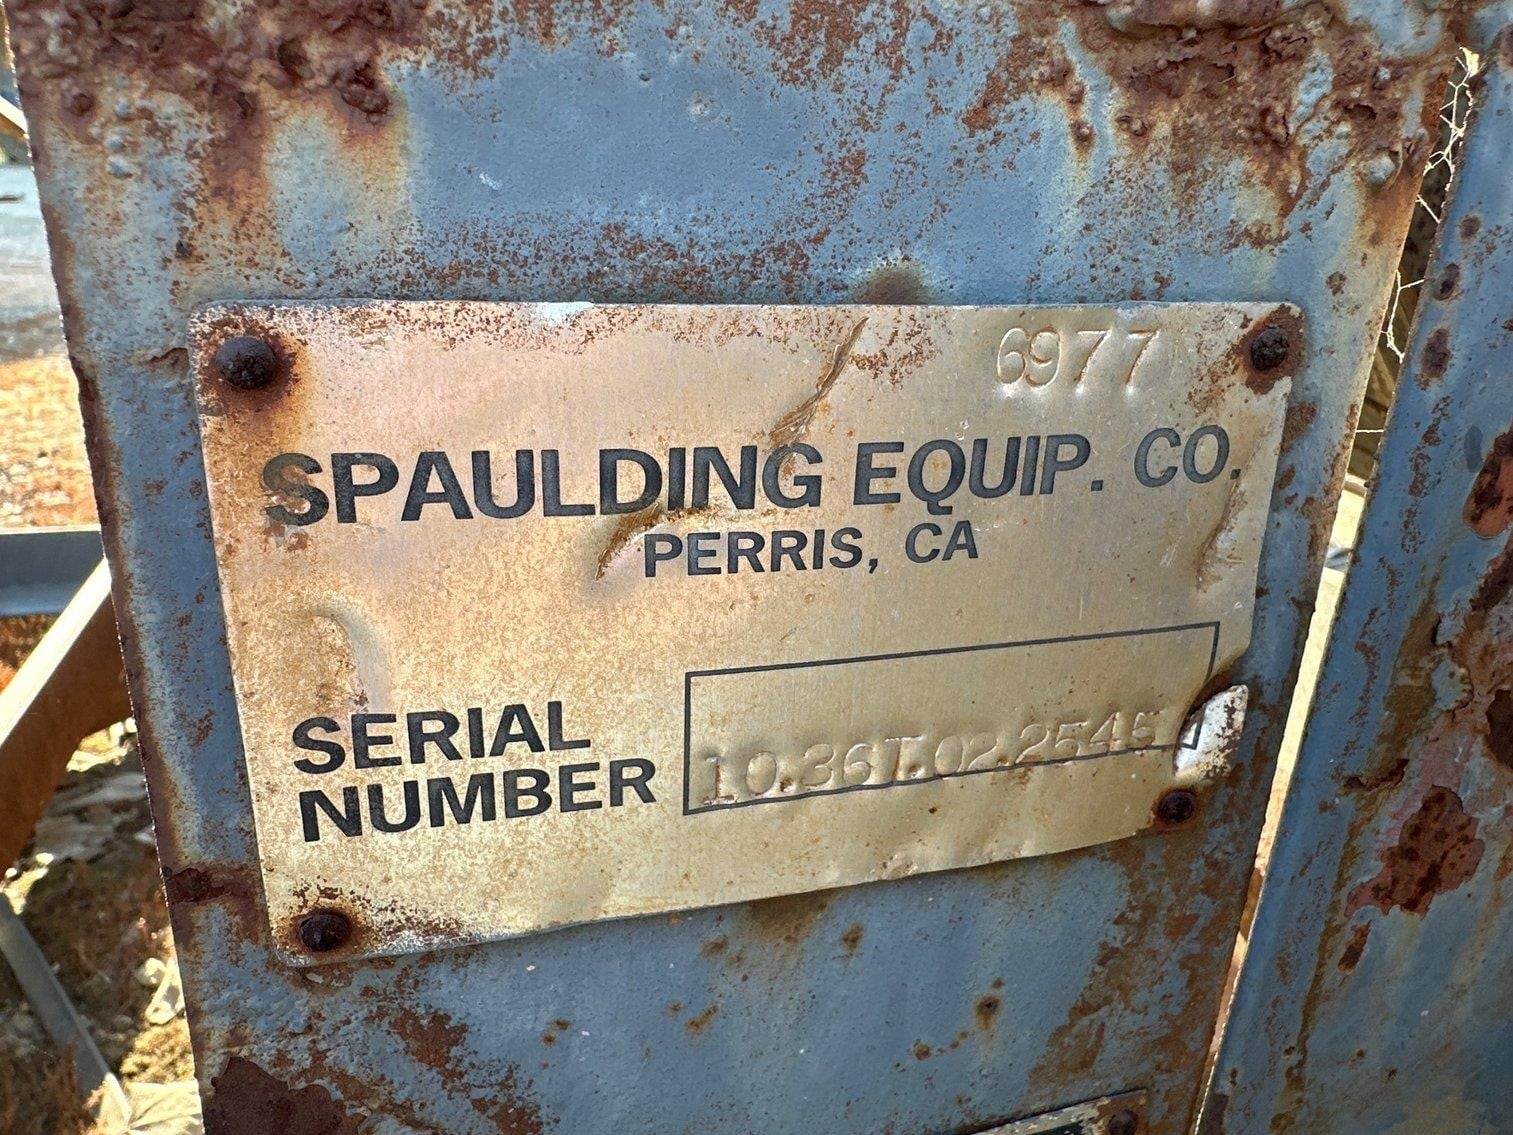 6977
SPAULDING EQUIP. CO.
PERRIS, CA
SERIAL
NUMBER
10.36T.02.2545